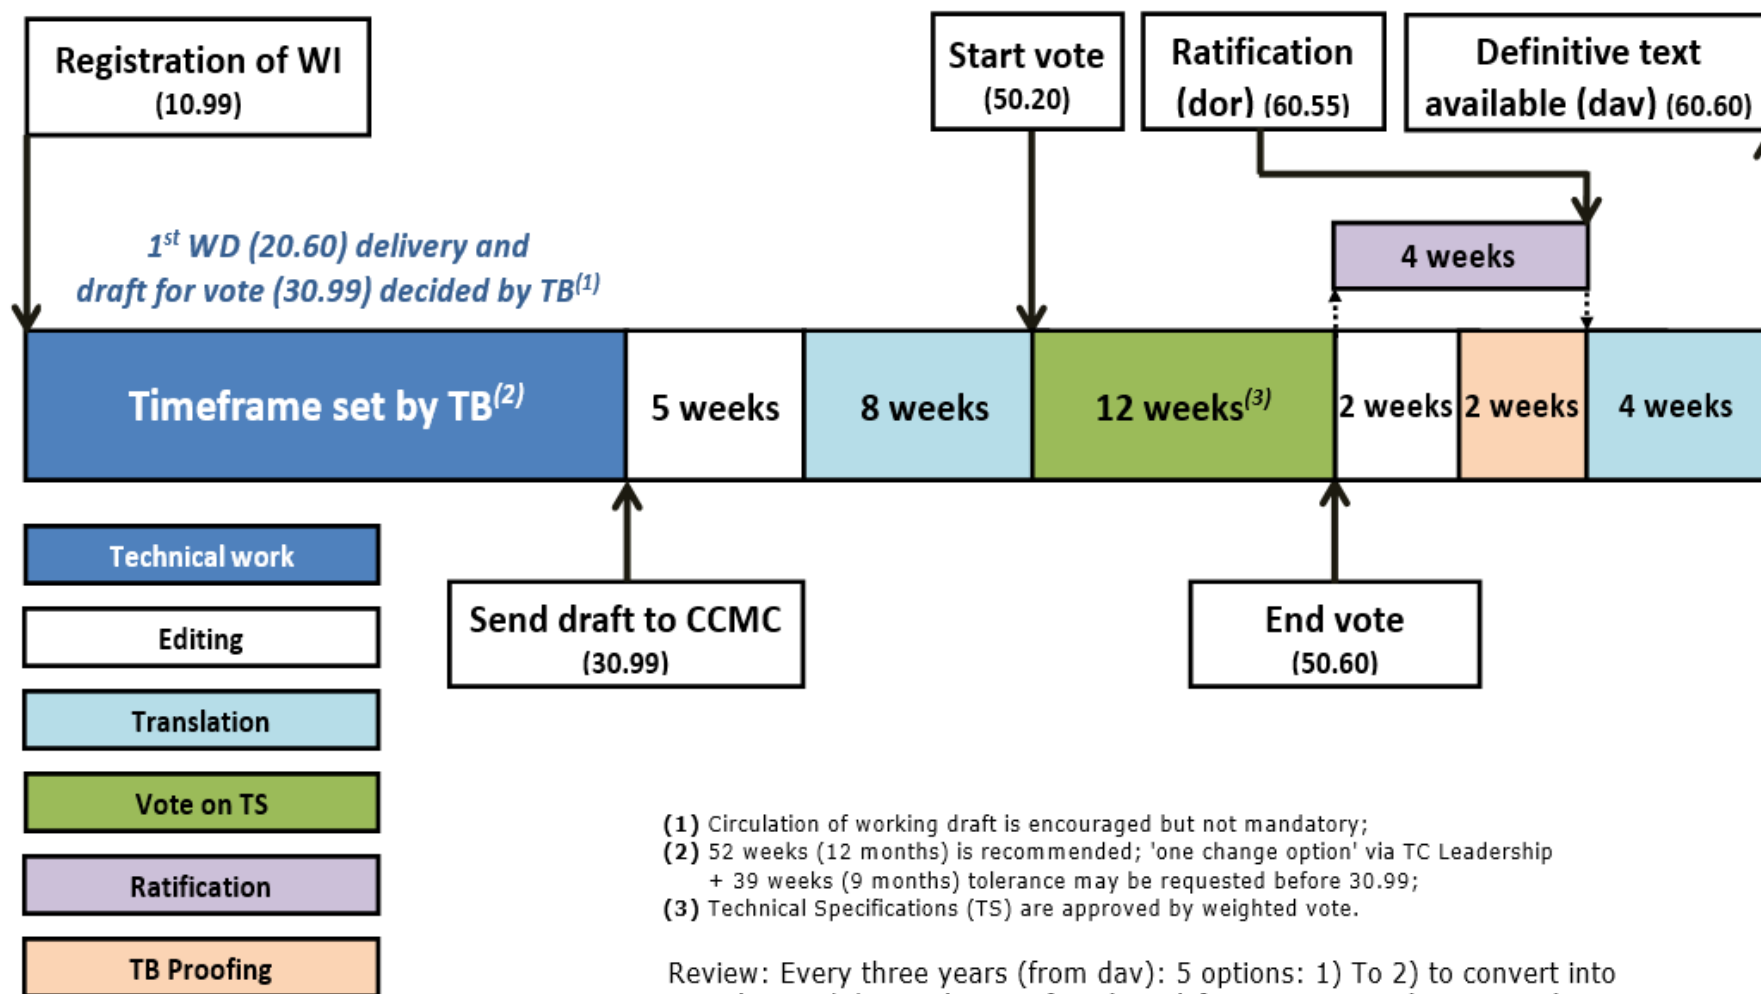 Registration of WI
(10.99)
Start vote
(50.20)
Ratification
(dor) (60.55)
Definitive text
available (dav) (60.60)
1st WD (20.60) delivery and
draft for vote (30.99) decided by TB(1)
4 weeks
Timeframe set by TB(2)
5 weeks
8 weeks
12 weeks(3)
2 weeks
2 weeks
4 weeks
Technical work
Editing
Translation
Vote on TS
Ratification
TB Proofing
Send draft to CCMC
(30.99)
End vote
(50.60)
(1) Circulation of working draft is encouraged but not mandatory;
(2) 52 weeks (12 months) is recommended; 'one change option' via TC Leadership
+ 39 weeks (9 months) tolerance may be requested before 30.99;
(3) Technical Specifications (TS) are approved by weighted vote.
Review: Every three years (from dav): 5 options: 1) To 2) to convert into